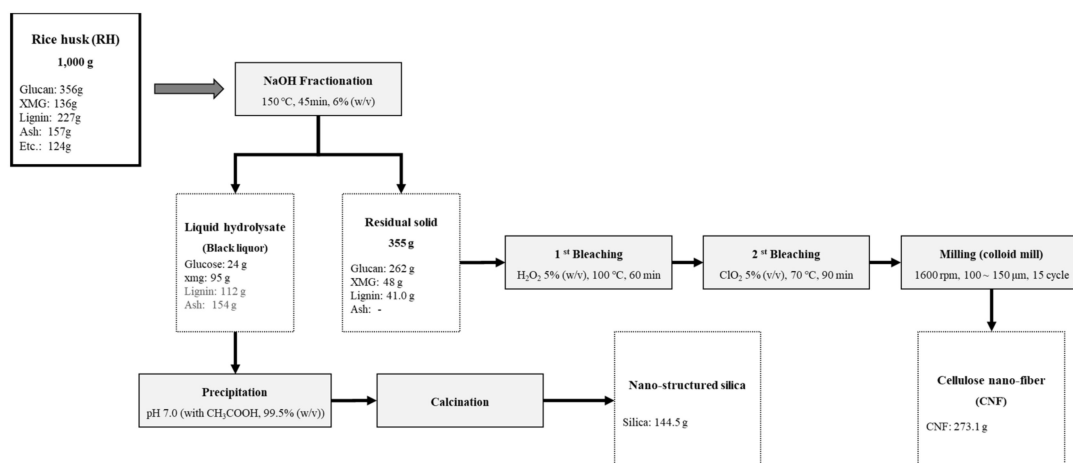 Rice husk (RH)
1,000 g
Glucan: 356g
XMG: 136g
Lignin: 227g
Ash: 157g
Etc.: 124g
NaOH Fractionation
150 °C, 45min, 6% (w/v)
Liquid hydrolysate
(Black liquor)
Glucose: 24 g
xmg: 95 g
Lignin: 112 g
Ash: 154 g
Residual solid
355 g
Glucan: 262 g
XMG: 48 g
Lignin: 41.0 g
Ash: -
1 st Bleaching
H₂O₂ 5% (w/v), 100 °C, 60 min
2 st Bleaching
ClO₂ 5% (v/v), 70 °C, 90 min
Milling (colloid mill)
1600 rpm, 100 ~ 150 μm, 15 cycle
Precipitation
pH 7.0 (with CH₃COOH, 99.5% (w/v))
Calcination
Nano-structured silica
Silica: 144.5 g
Cellulose nano-fiber
(CNF)
CNF: 273.1 g